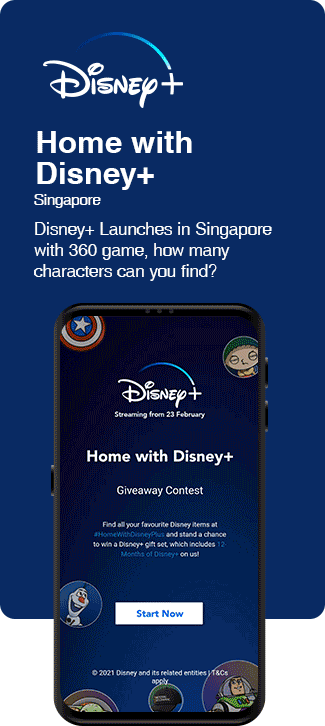 Disney+
Home with
Disney+
Singapore
Disney+ Launches in Singapore
with 360 game, how many
characters can you find?
Disney+
Streaming from 23 February
Home with Disney+
Giveaway Contest
Find all your favourite Disney items at
#HomeWithDisneyPlus and stand a chance
to win a Disney+ gift set, which includes 12-
Months of Disney+ on us!
Start Now
© 2021 Disney and its related entities | T&Cs
apply